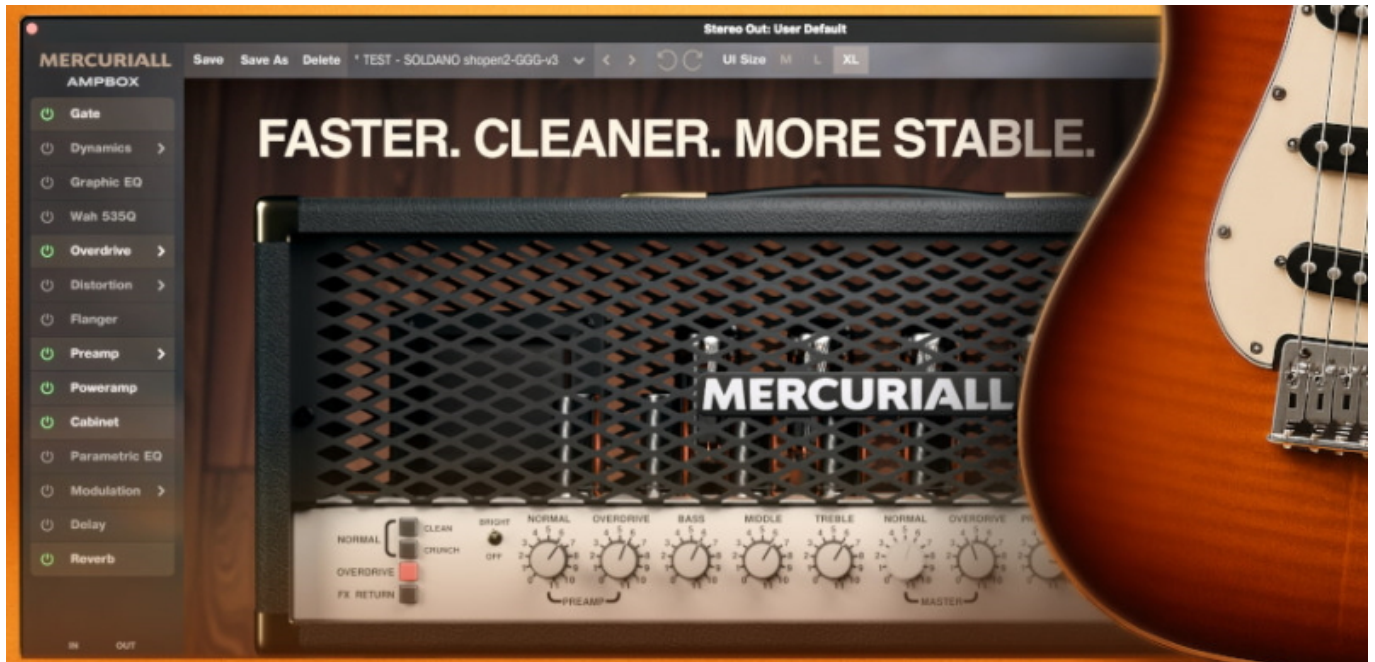 Stereo Out: User Default
MERCURIALL
AMPBOX
Save Save As Delete * TEST - SOLDANO shopen2-GGG-v3 < > UI Size M L XL
Gate
Dynamics >
Graphic EQ
Wah 535Q
Overdrive >
Distortion >
Flanger
Preamp >
Poweramp
Cabinet
Parametric EQ
Modulation >
Delay
Reverb
IN OUT
FASTER. CLEANER. MORE STABLE.
MERCURIALL
NORMAL
CLEAN
CRUNCH
OVERDRIVE
FX RETURN
BRIGHT
OFF
NORMAL OVERDRIVE BASS MIDDLE TREBLE NORMAL OVERDRIVE
PREAMP
MASTER